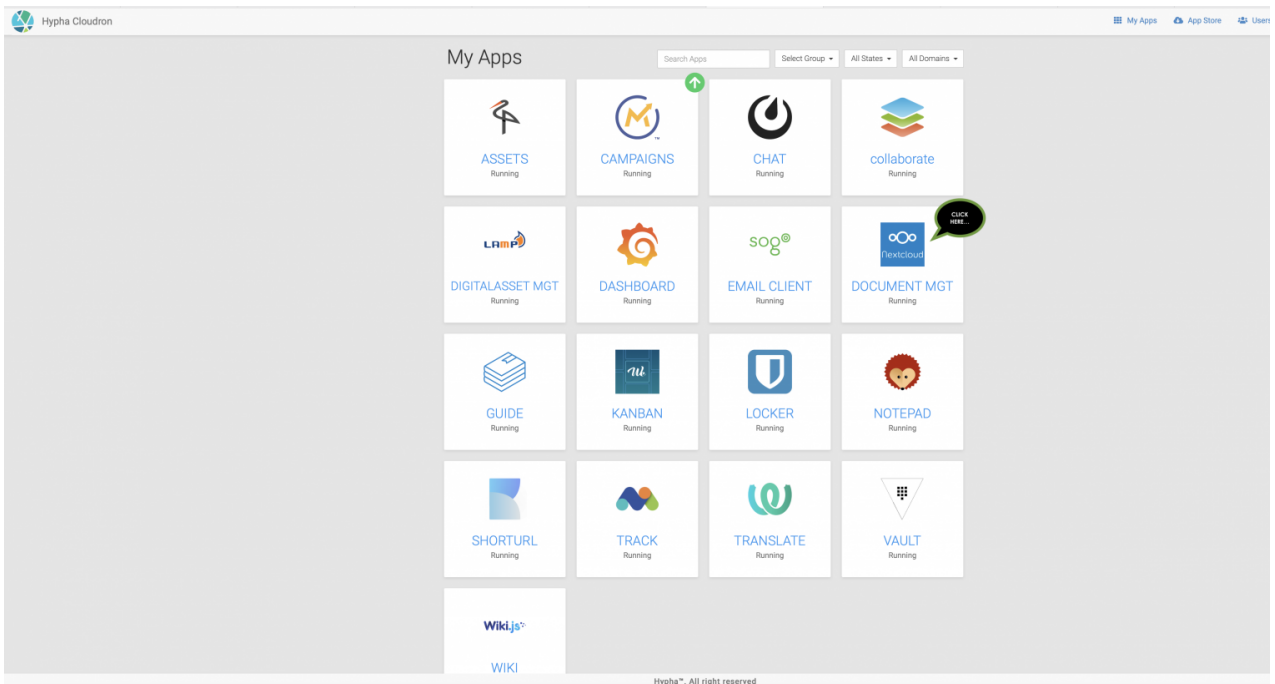 Hypha Cloudron
My Apps
App Store
Users
My Apps
Search Apps
Select Group
All States
All Domains
ASSETS
Running
CAMPAIGNS
Running
CHAT
Running
collaborate
Running
LAMP
DIGITALASSET MGT
Running
DASHBOARD
Running
sogo
EMAIL CLIENT
Running
CLICK
HERE...
Nextcloud
DOCUMENT MGT
Running
GUIDE
Running
KANBAN
Running
LOCKER
Running
NOTEPAD
Running
SHORTURL
Running
TRACK
Running
TRANSLATE
Running
VAULT
Running
Wiki.js
WIKI
Hypha™. All right reserved